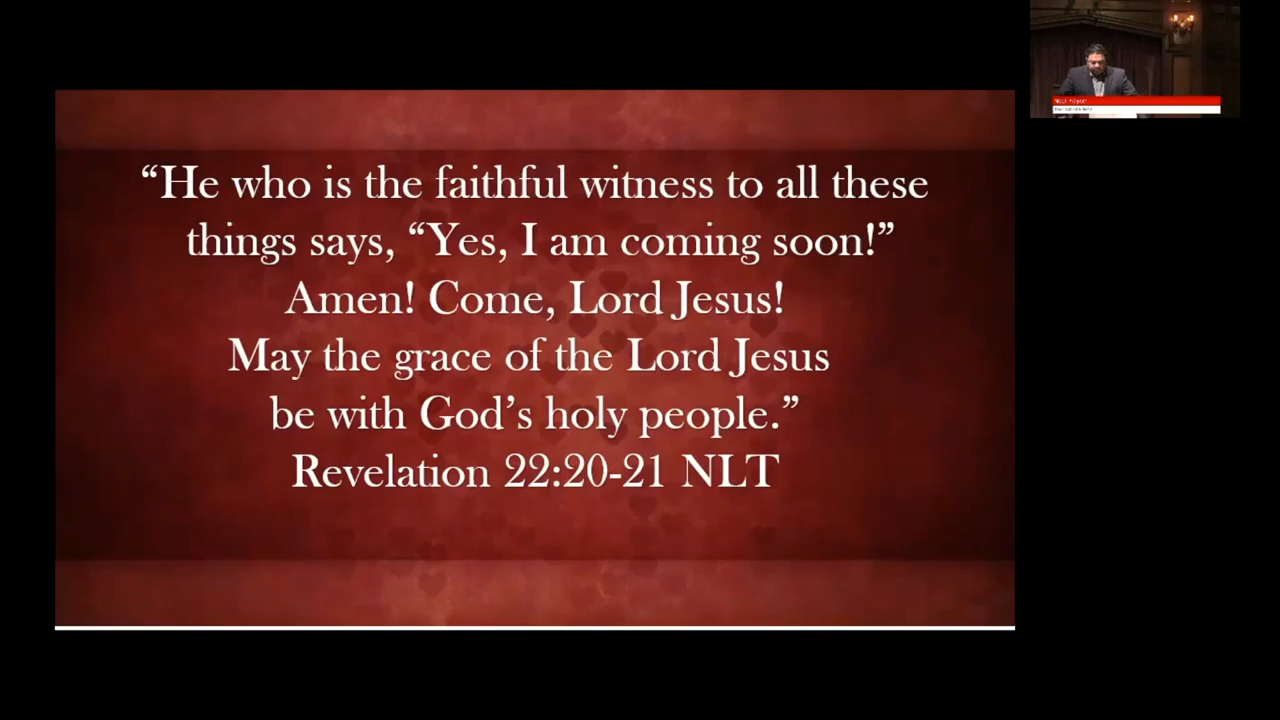 “He who is the faithful witness to all these
things says, “Yes, I am coming soon!”
Amen! Come, Lord Jesus!
May the grace of the Lord Jesus
be with God’s holy people.”
Revelation 22:20-21 NLT